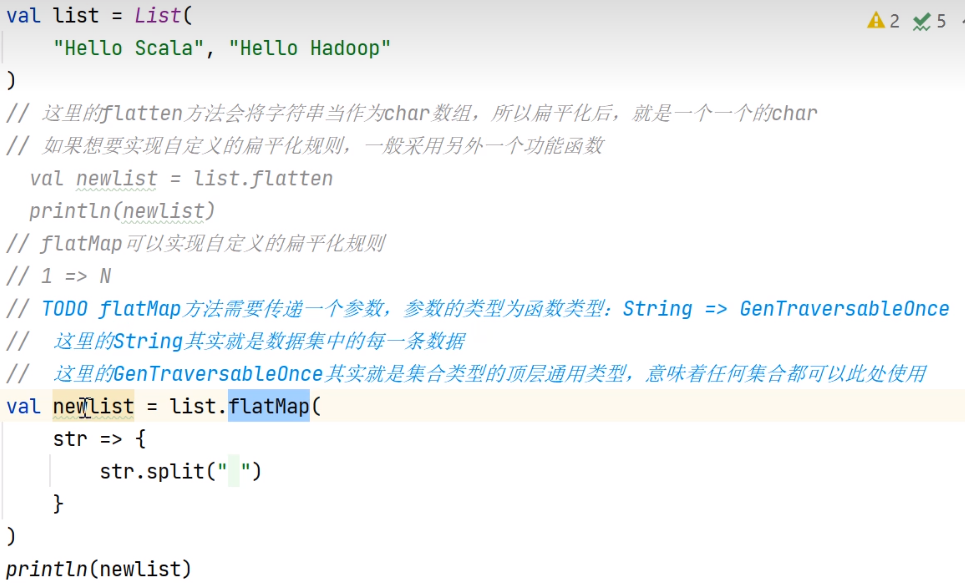 val list = List(
2 5
"Hello Scala", "Hello Hadoop"
)
// 这里的flatten方法会将字符串当作为char数组，所以扁平化后，就是一个一个的char
// 如果想要实现自定义的扁平化规则，一般采用另外一个功能函数
val newlist = list.flatten
println(newlist)
// flatMap可以实现自定义的扁平化规则
// 1 => N
// TODO flatMap方法需要传递一个参数，参数的类型为函数类型：String => GenTraversableOnce
// 这里的String其实就是数据集中的每一条数据
// 这里的GenTraversableOnce其实就是集合类型的顶层通用类型，意味着任何集合都可以此处使用
val newlist = list.flatMap(
str => {
str.split(" ")
}
)
println(newlist)